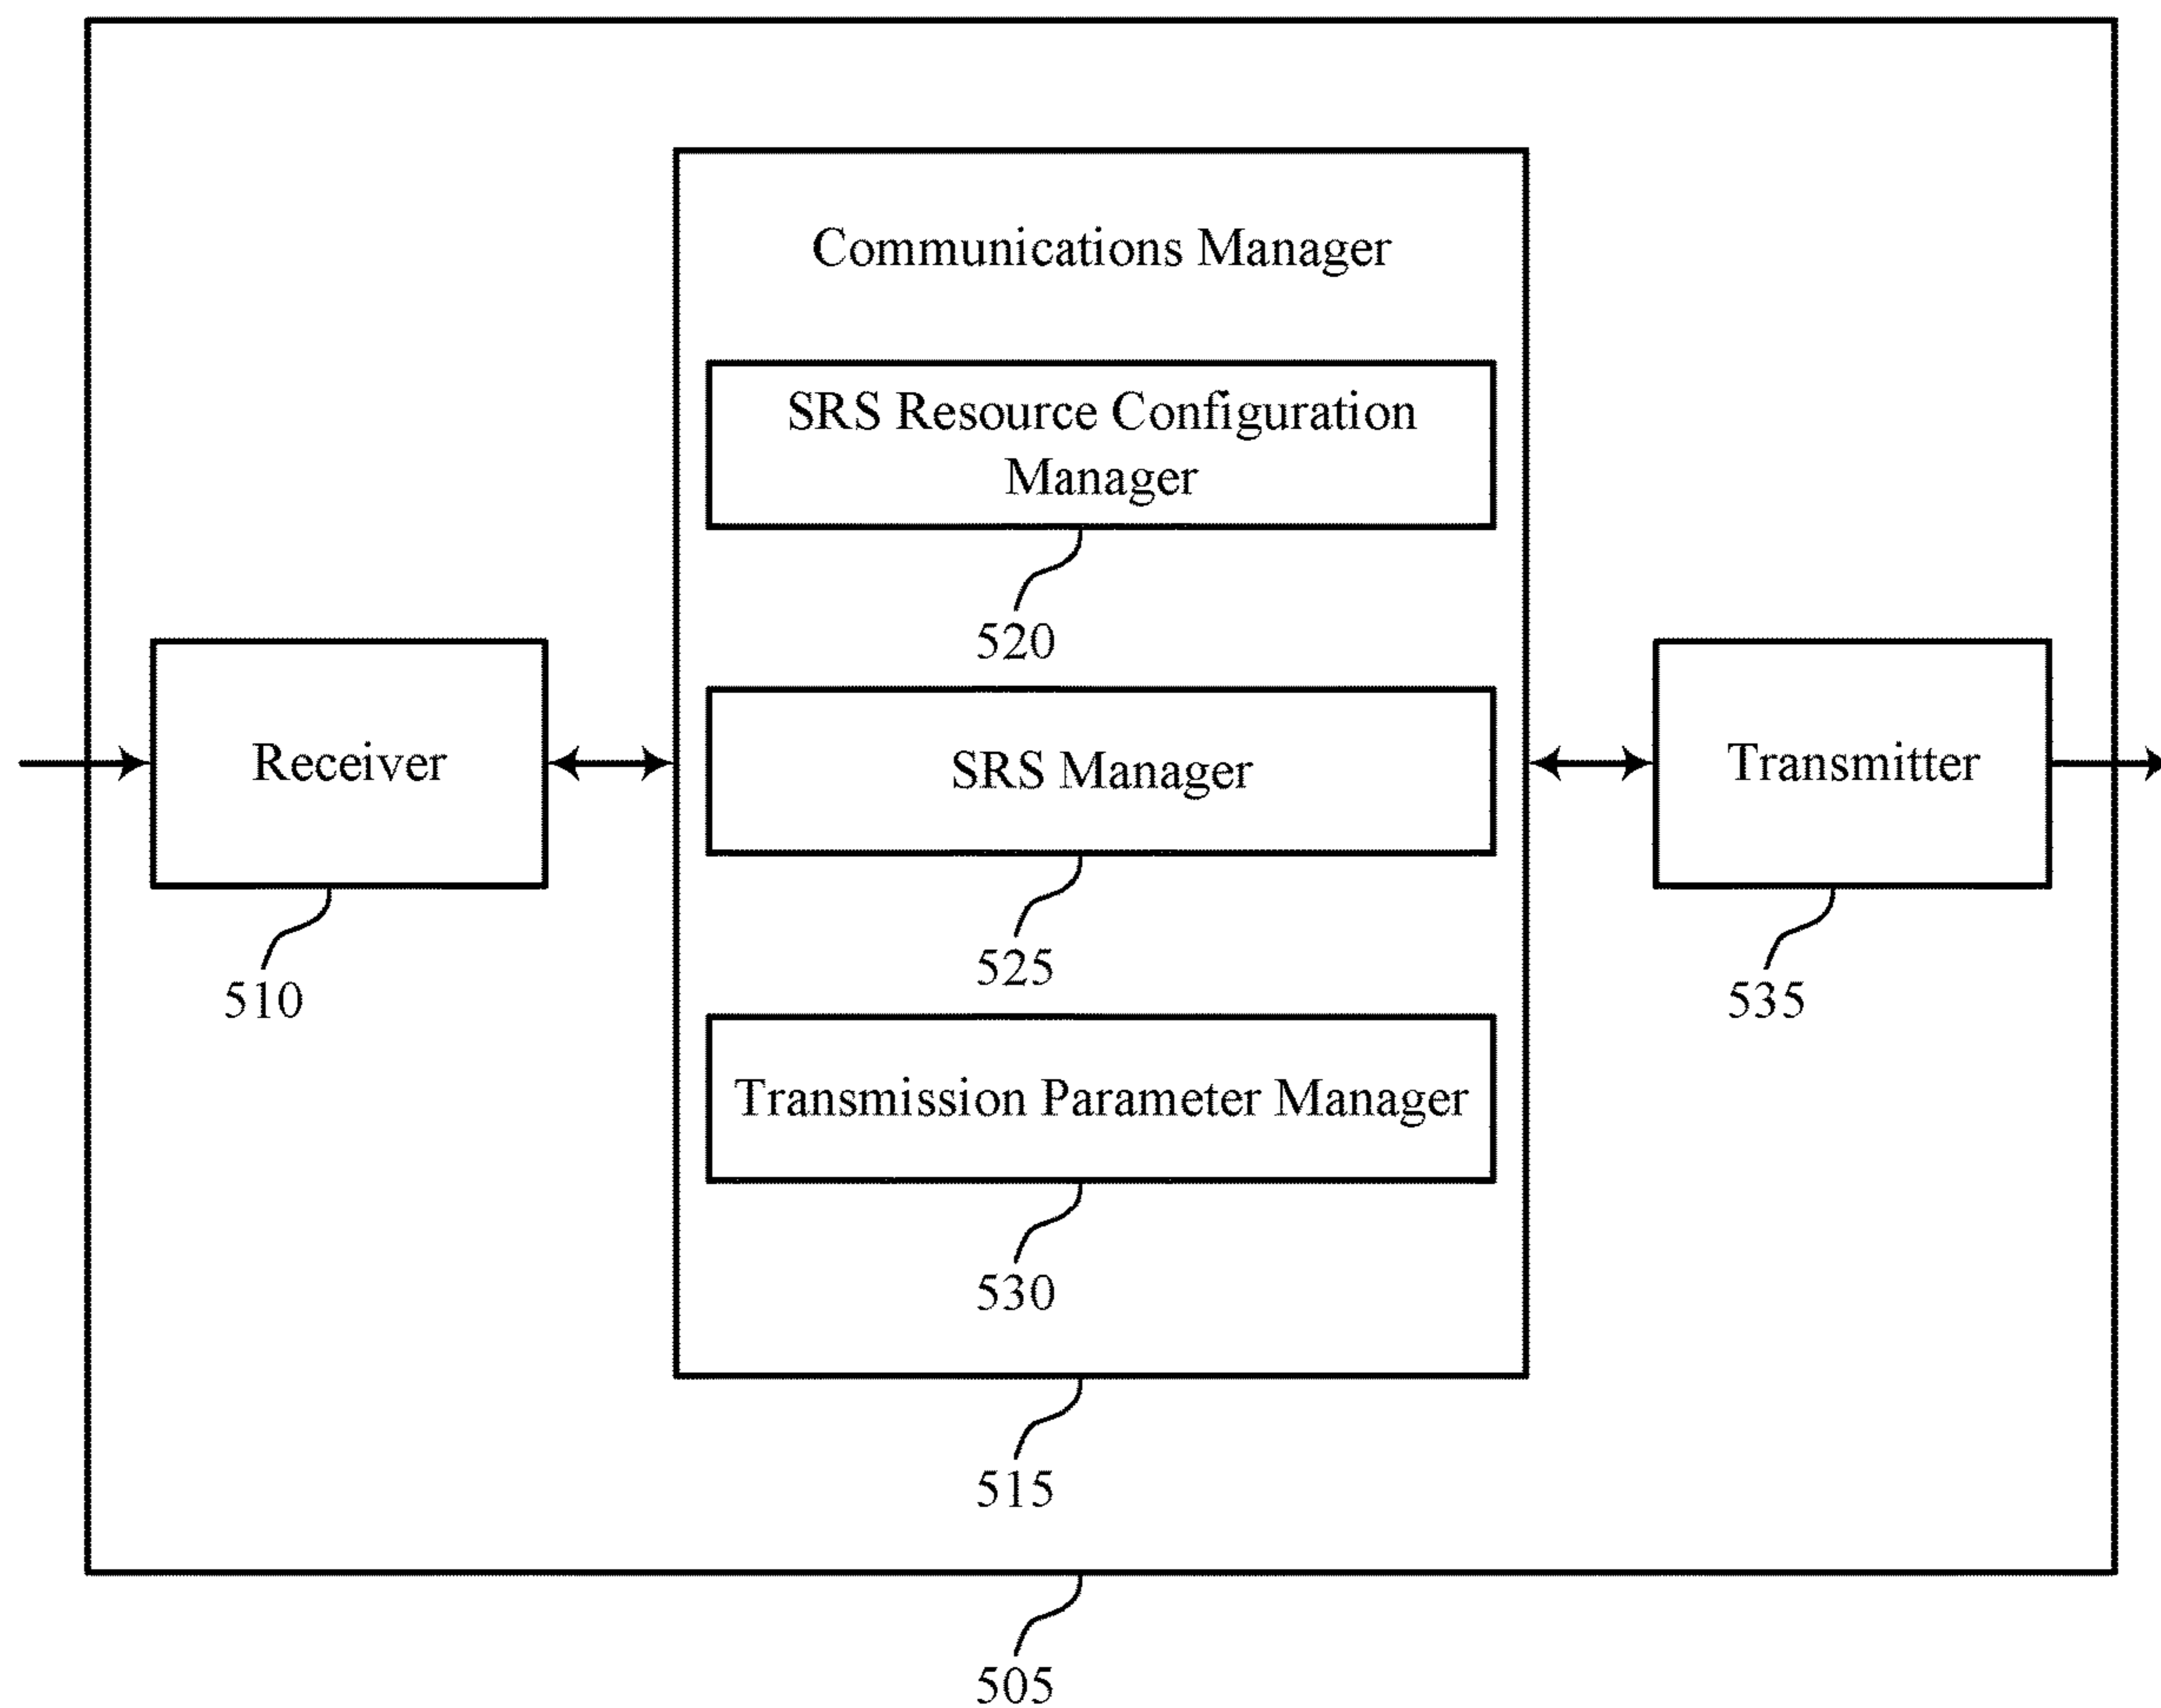 Communications Manager
SRS Resource Configuration
Manager
520
Receiver
510
SRS Manager
525
Transmitter
535
Transmission Parameter Manager
530
515
505